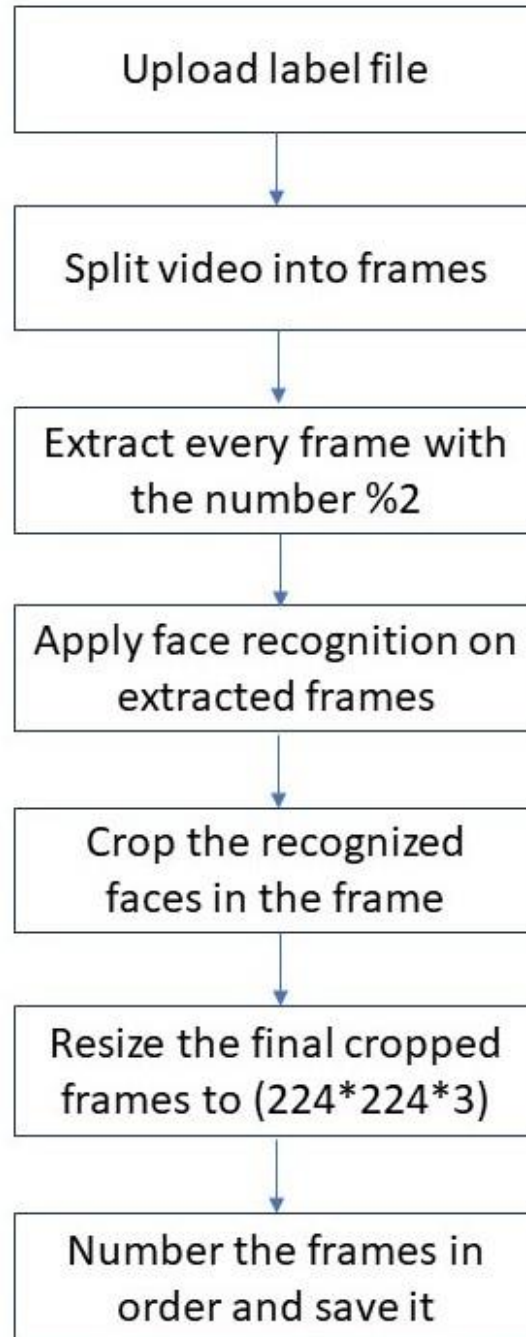 Upload label file
Split video into frames
Extract every frame with
the number %2
Apply face recognition on
extracted frames
Crop the recognized
faces in the frame
Resize the final cropped
frames to (224*224*3)
Number the frames in
order and save it